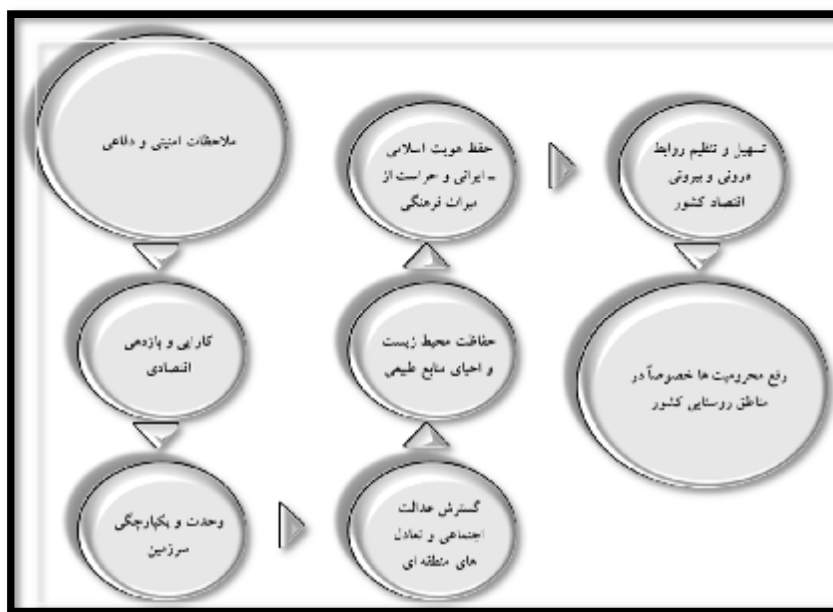 ملاحظات امنیتی و دفاعی
کارایی و بازدهی
اقتصادی
وحدت و یکپارچگی
سرزمین
گسترش عدالت
اجتماعی و تعادل
های منطقه ای
حفاظت محیط زیست
و احیای منابع طبیعی
حفظ هویت اسلامی
ـ ایرانی و حراست از
میراث فرهنگی
تسهیل و تنظیم روابط
درونی و بیرونی
اقتصاد کشور
رفع محرومیت ها خصوصاً در
مناطق روستایی کشور